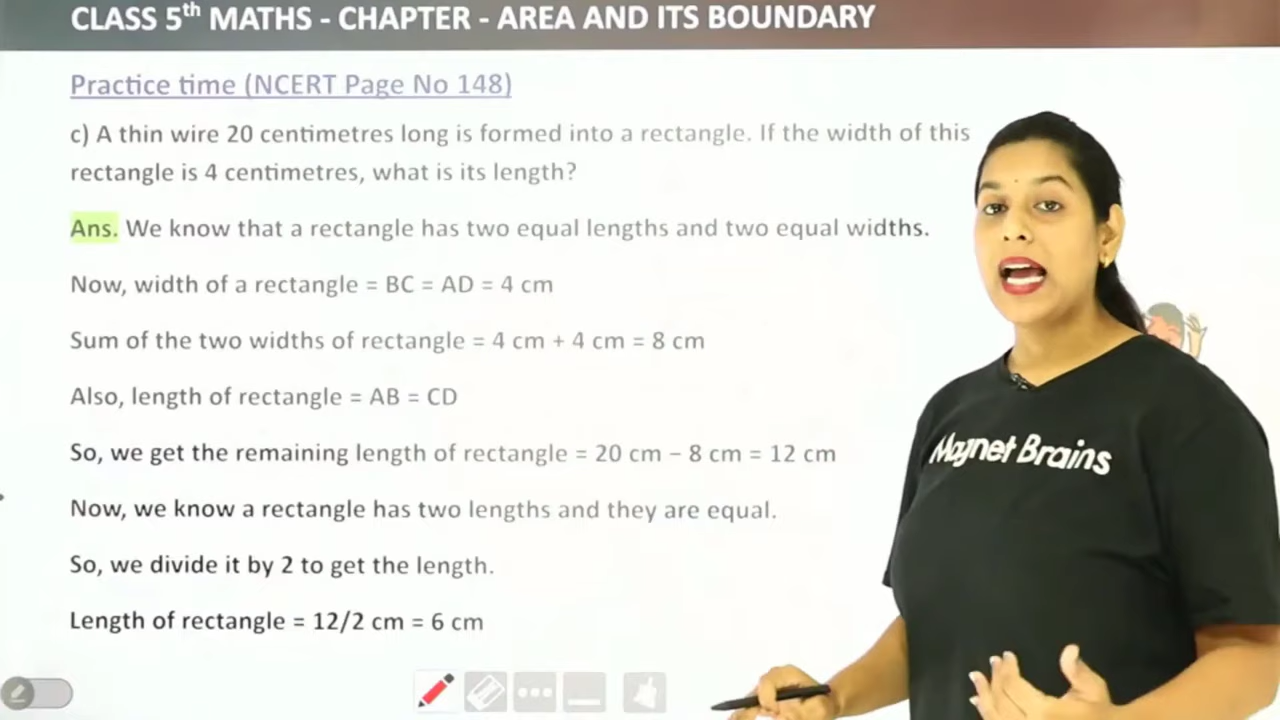 CLASS 5th MATHS - CHAPTER - AREA AND ITS BOUNDARY
Practice time (NCERT Page No 148)
c) A thin wire 20 centimetres long is formed into a rectangle. If the width of this
rectangle is 4 centimetres, what is its length?
Ans. We know that a rectangle has two equal lengths and two equal widths.
Now, width of a rectangle = BC = AD = 4 cm
Sum of the two widths of rectangle = 4 cm + 4 cm = 8 cm
Also, length of rectangle = AB = CD
So, we get the remaining length of rectangle = 20 cm – 8 cm = 12 cm
Now, we know a rectangle has two lengths and they are equal.
So, we divide it by 2 to get the length.
Length of rectangle = 12/2 cm = 6 cm
Magnet Brains